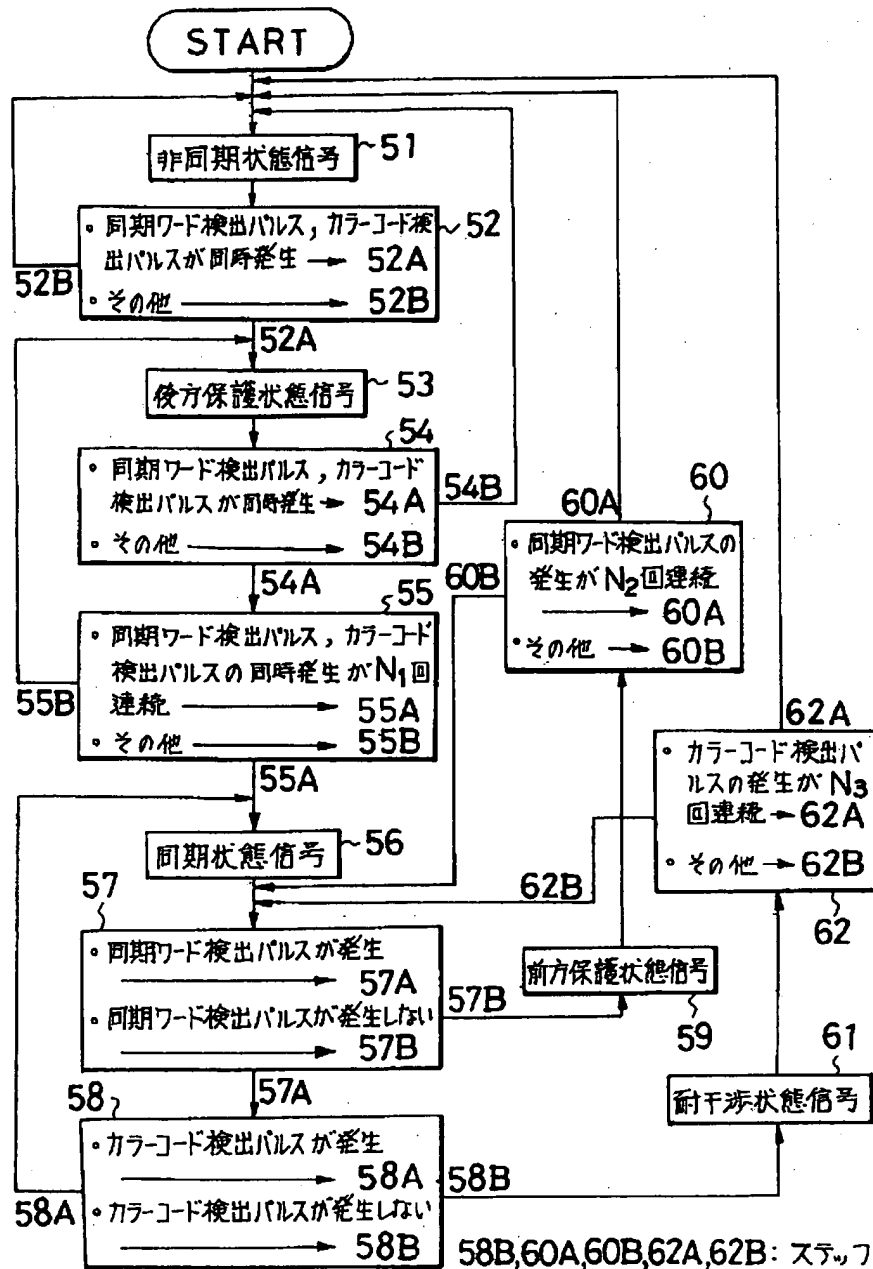 START
非同期状態信号
51
・同期ワード検出パルス,カラーコード検
出パルスが同時発生 → 52A
・その他 → 52B
52
52B
52A
後方保護状態信号
53
54
・同期ワード検出パルス,カラーコード
検出パルスが同時発生 → 54A
・その他 → 54B
54B
54A
55
・同期ワード検出パルス,カラーコード
検出パルスの同時発生がN1回
連続 → 55A
・その他 → 55B
55B
55A
同期状態信号
56
57
・同期ワード検出パルスが発生
→ 57A
・同期ワード検出パルスが発生しない
→ 57B
57B
57A
58
・カラーコード検出パルスが発生
→ 58A
・カラーコード検出パルスが発生しない
→ 58B
58A
58B
前方保護状態信号
59
60A
60
60B
・同期ワード検出パルスの
発生がN2回連続
→ 60A
・その他 → 60B
耐干渉状態信号
61
62A
・カラーコード検出パ
ルスの発生がN3
回連続 → 62A
・その他 → 62B
62B
62
58B,60A,60B,62A,62B: ステップ